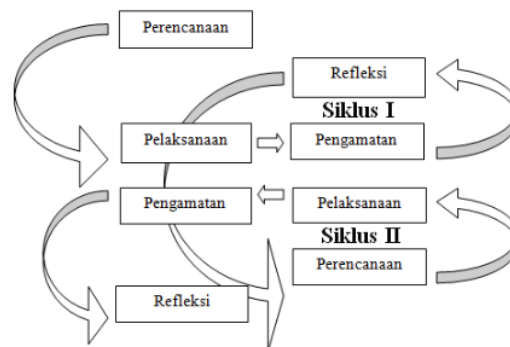 Perencanaan
Refleksi
Siklus I
Pelaksanaan
Pengamatan
Pengamatan
Pelaksanaan
Siklus II
Perencanaan
Refleksi